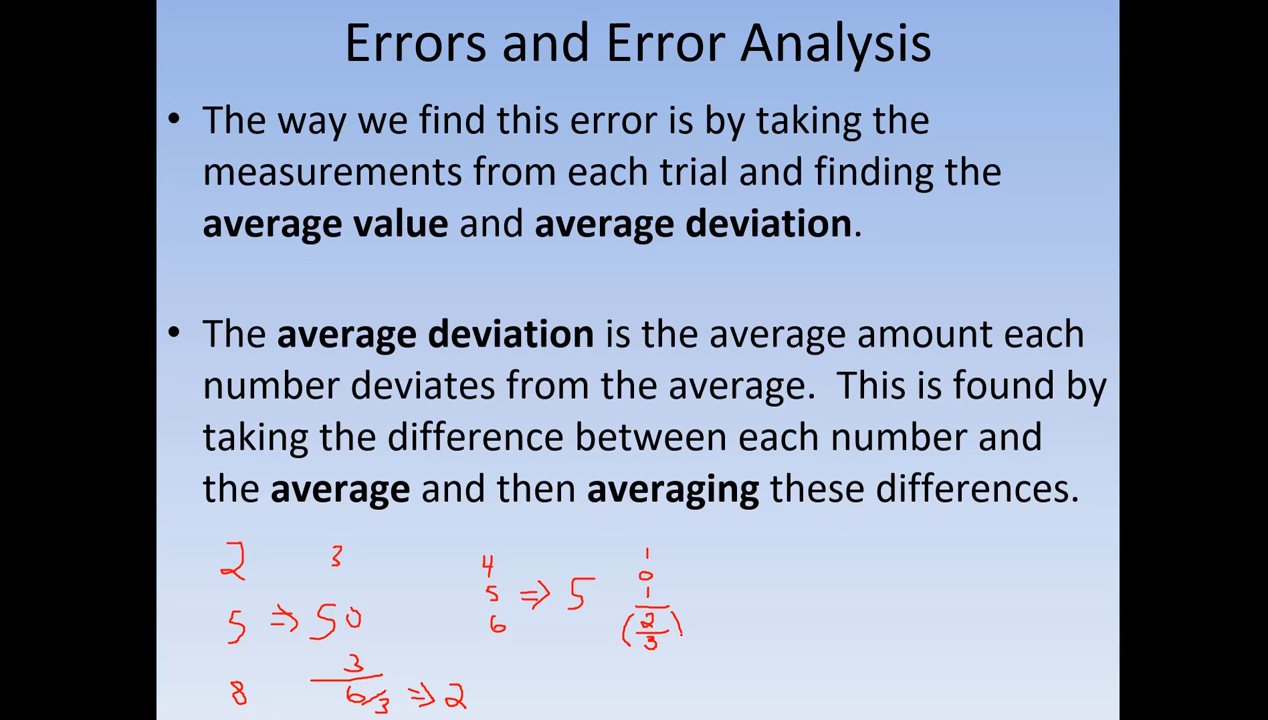 Errors and Error Analysis
• The way we find this error is by taking the
measurements from each trial and finding the
average value and average deviation.
• The average deviation is the average amount each
number deviates from the average. This is found by
taking the difference between each number and
the average and then averaging these differences.
2 3
5 ⇒ 5 0
3
8 6/3 ⇒ 2
4
5 ⇒ 5
6
1
0
1
(2/3)